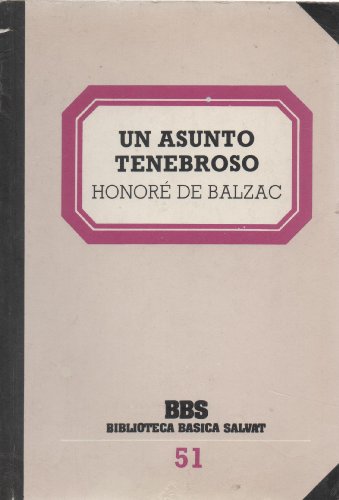 UN ASUNTO
TENEBROSO
HONORÉ DE BALZAC
BBS
BIBLIOTECA BASICA SALVAT
51